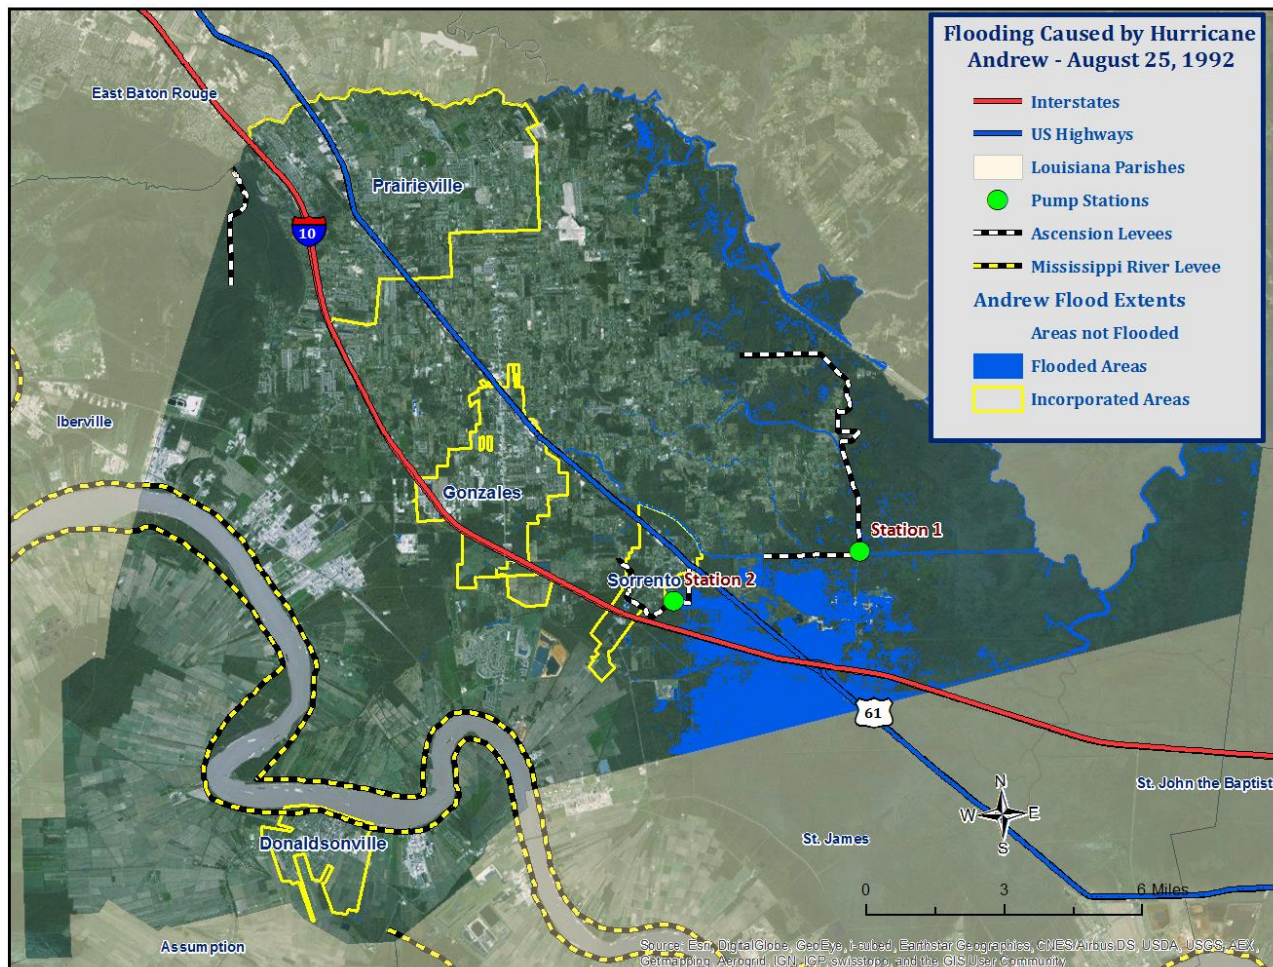 Flooding Caused by Hurricane
Andrew - August 25, 1992
Interstates
US Highways
Louisiana Parishes
Pump Stations
Ascension Levees
Mississippi River Levee
Andrew Flood Extents
Areas not Flooded
Flooded Areas
Incorporated Areas
East Baton Rouge
Prairieville
10
Iberville
Gonzales
Station 1
Sorrento
Station 2
61
St. John the Baptist
Donaldsonville
St. James
N
W
E
S
0 3 6 Miles
Assumption
Source: Esri, DigitalGlobe, GeoEye, i-cubed, Earthstar Geographics, CNES/Airbus DS, USDA, USGS, AEX,
Getmapping, Aerogrid, IGN, IGP, swisstopo, and the GIS User Community